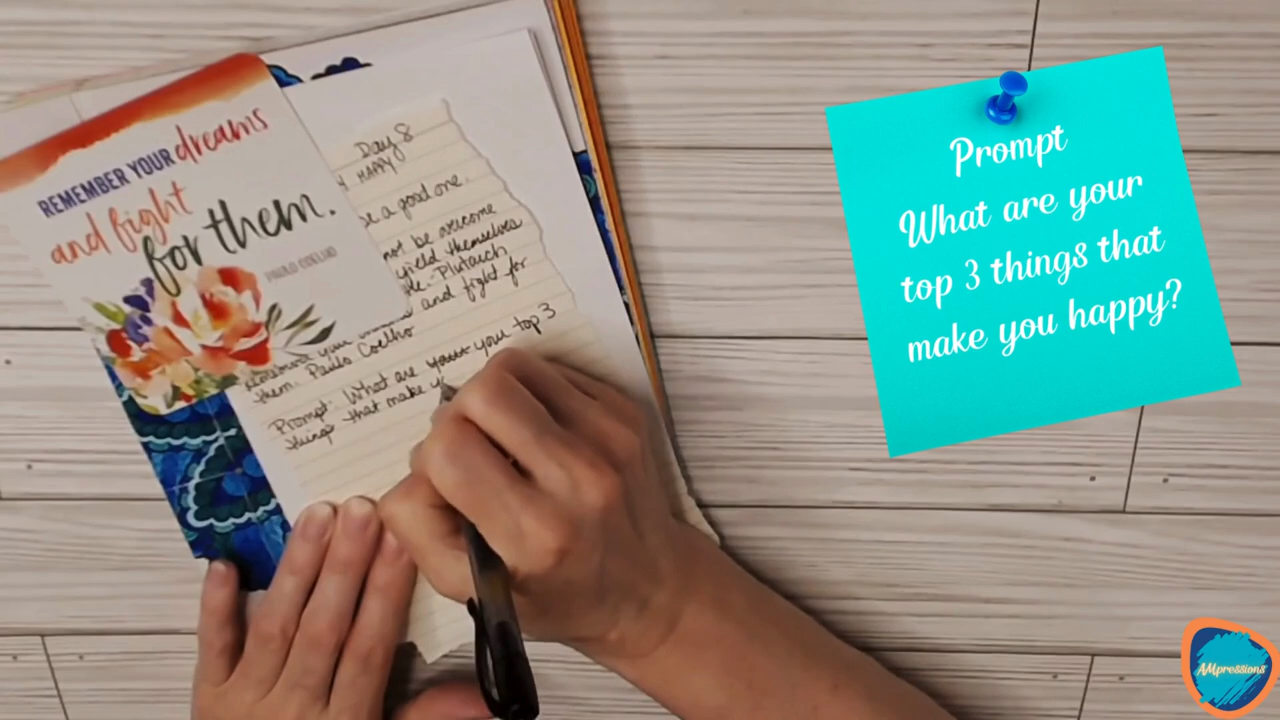 REMEMBER YOUR dreams
and fight
for them.
PAULO COELHO
Day 8
HAPPY
be a good one.
not be overcome
yield themselves
Plutarch
and fight for
them. Paulo Coelho
Prompt: What are your you top 3
things that make y
Prompt
What are your
top 3 things that
make you happy?
AMpressions